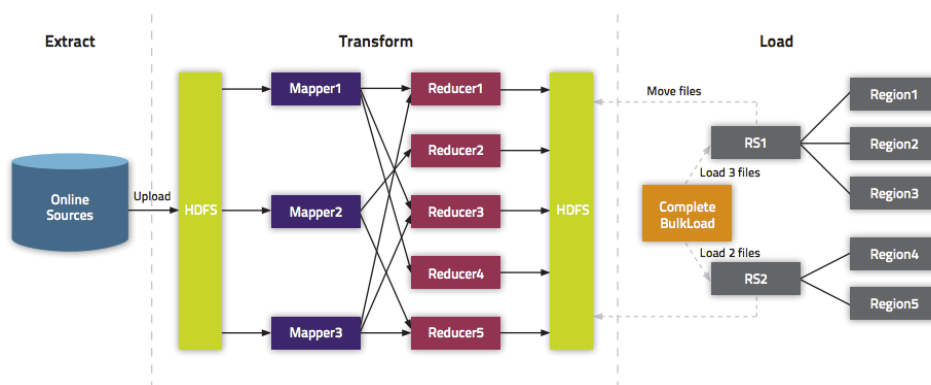 Extract
Transform
Load
Online
Sources
Upload
HDFS
Mapper1
Mapper2
Mapper3
Reducer1
Reducer2
Reducer3
Reducer4
Reducer5
HDFS
Move files
Load 3 files
Complete
BulkLoad
Load 2 files
RS1
RS2
Region1
Region2
Region3
Region4
Region5